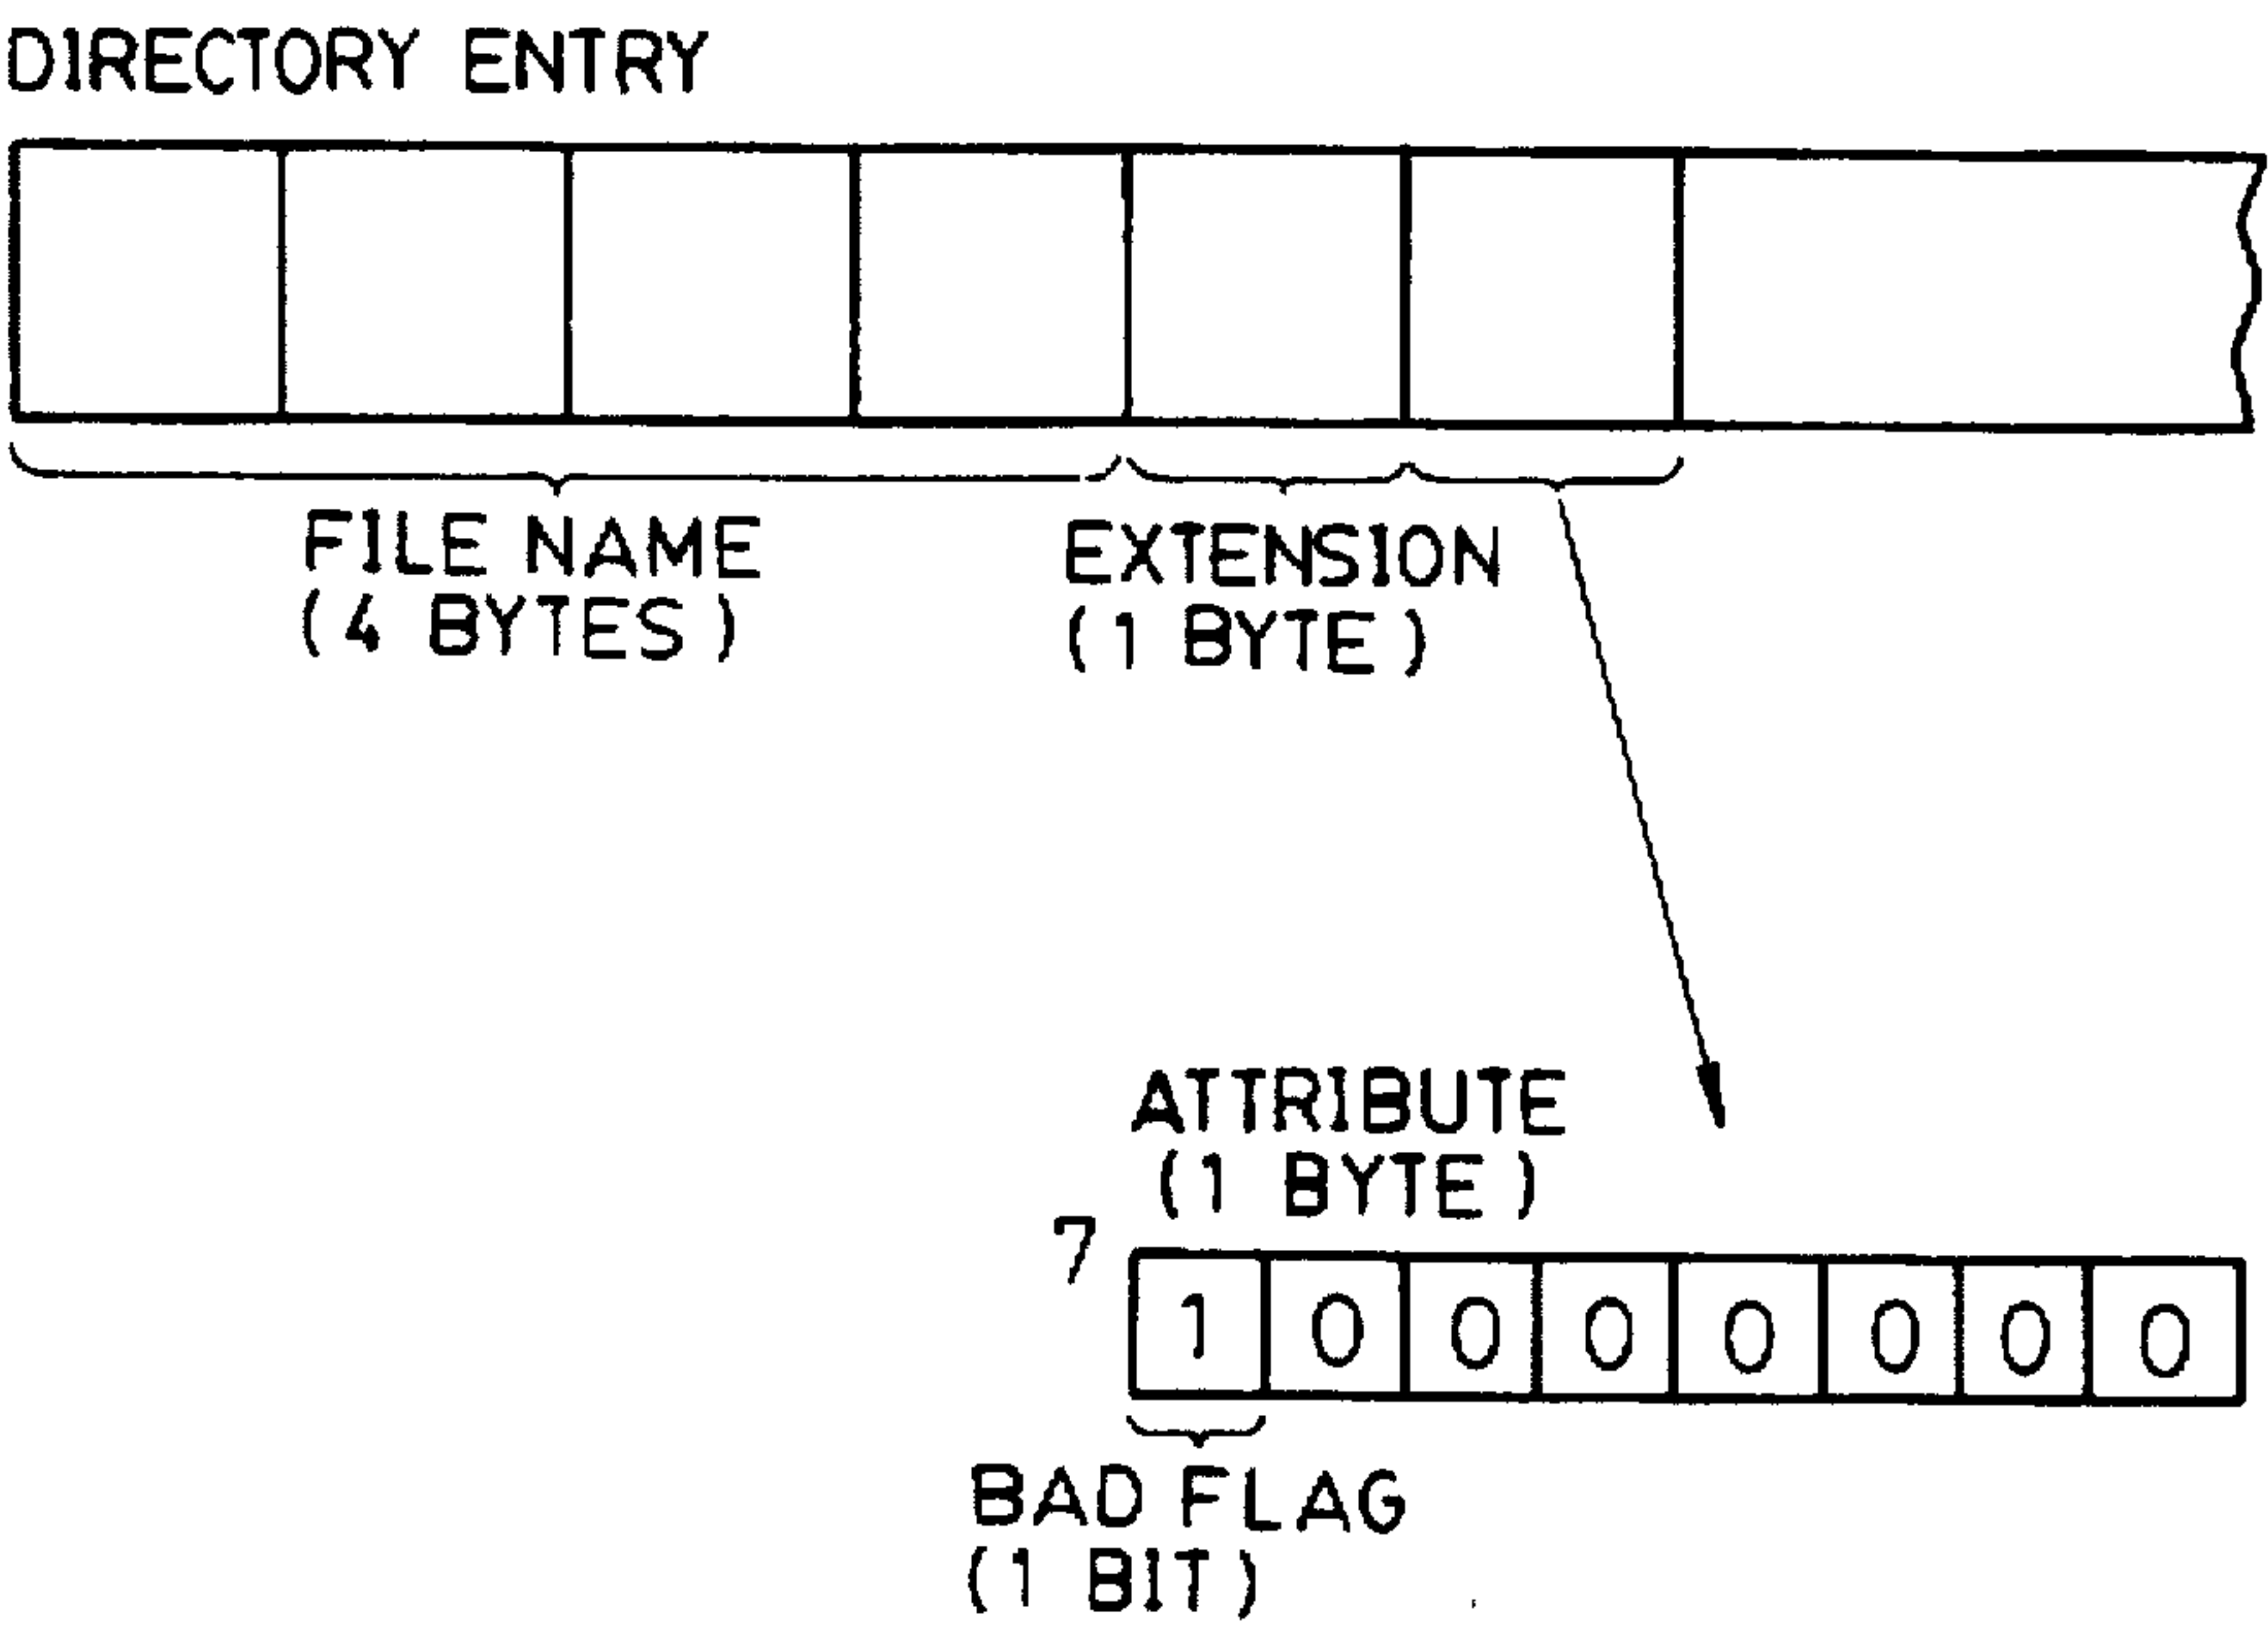 DIRECTORY ENTRY
FILE NAME
(4 BYTES)
EXTENSION
(1 BYTE)
ATTRIBUTE
(1 BYTE)
7
1 0 0 0 0 0 0 0
BAD FLAG
(1 BIT)